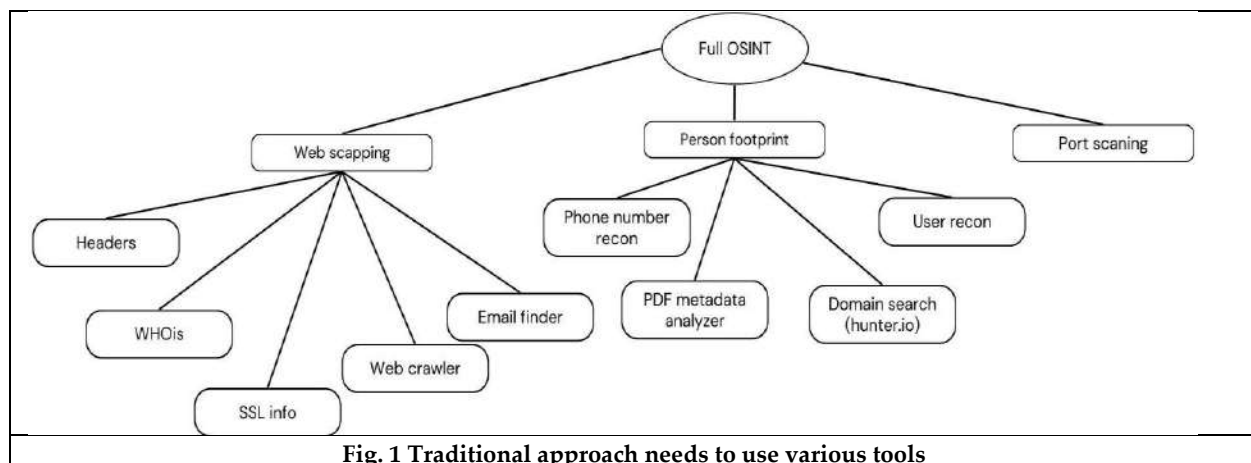 Full OSINT
Web scapping
Person footprint
Port scaning
Headers
WHOis
SSL info
Web crawler
Email finder
Phone number
recon
PDF metadata
analyzer
Domain search
(hunter.io)
User recon
Fig. 1 Traditional approach needs to use various tools